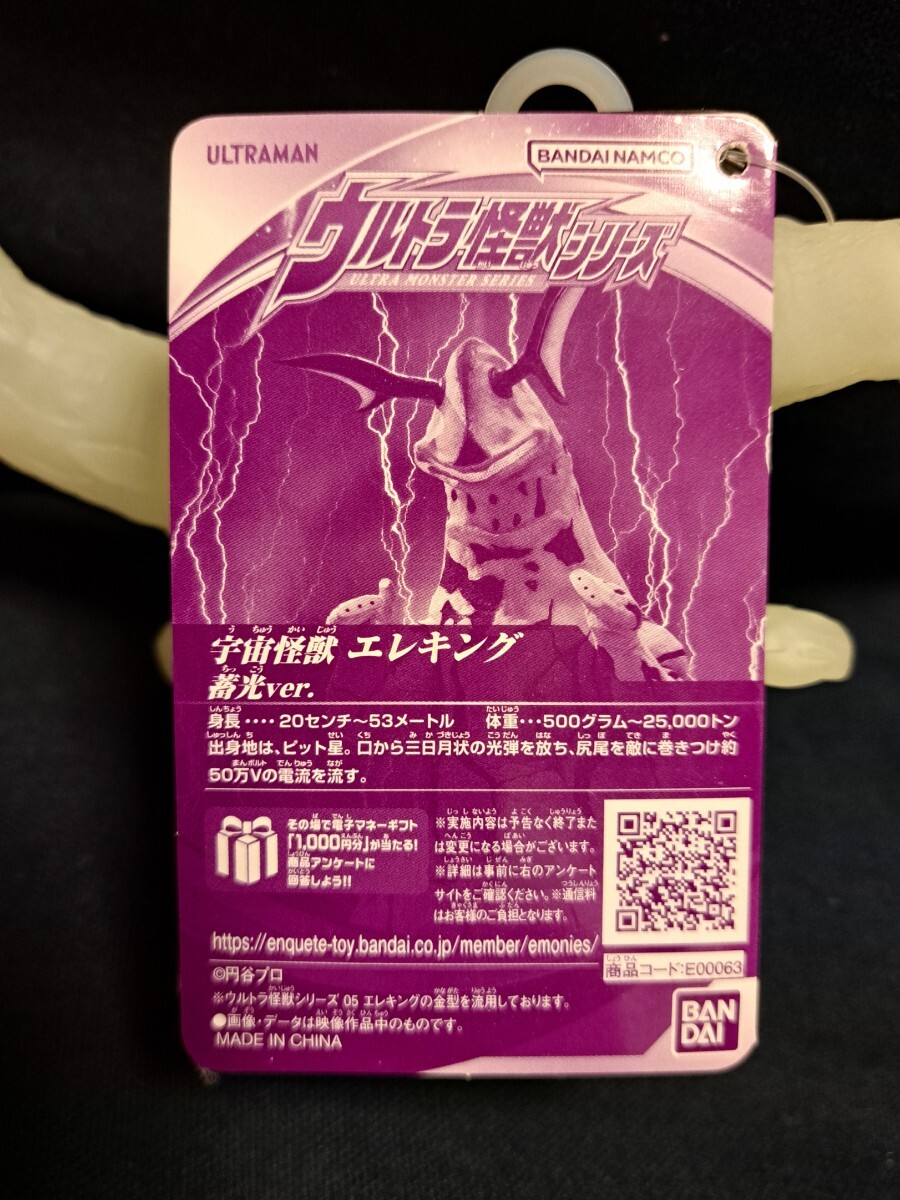 ULTRAMAN
BANDAI NAMCO
ウルトラ怪獣シリーズ
ULTRA MONSTER SERIES
宇宙怪獣 エレキング
蓄光ver.
身長‥‥20センチ〜53メートル 体重‥‥500グラム〜25,000トン
出身地は、ピット星。口から三日月状の光弾を放ち、尻尾を敵に巻きつけ約
50万Vの電流を流す。
その場で電子マネーギフト
「1,000円分」が当たる!
商品アンケートに
回答しよう!!
※実施内容は予告なく終了また
は変更になる場合がございます。
※詳細は事前に右のアンケート
サイトをご確認ください。※通信料
はお客様のご負担となります。
https://enquete-toy.bandai.co.jp/member/emonies/
商品コード:E00063
©円谷プロ
※ウルトラ怪獣シリーズ 05 エレキングの金型を流用しております。
●画像・データは映像作品中のものです。
MADE IN CHINA
BAN
DAI